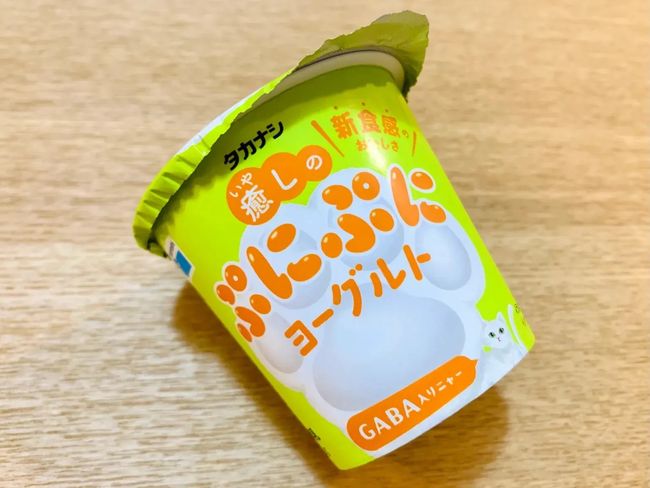 タカナシ
新食感の
おいしさ
いや
癒しの
ぷにぷに
ヨーグルト
GABA入リニャー